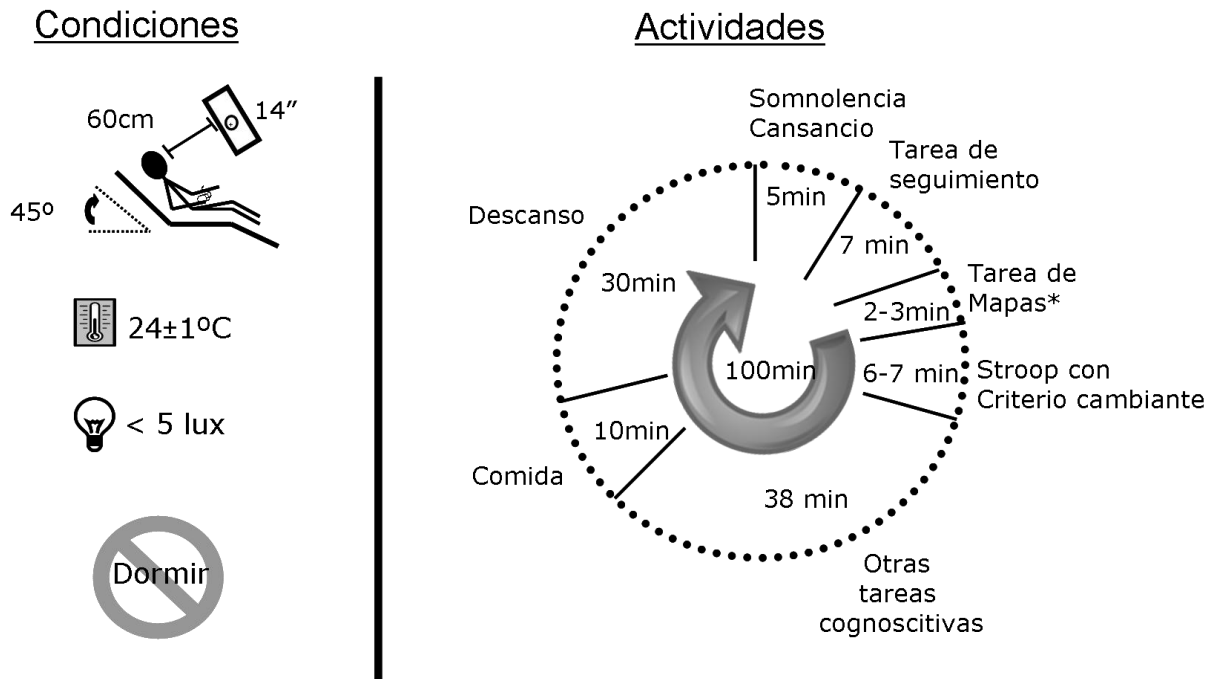 Condiciones
60cm
14”
45º
24±1ºC
< 5 lux
Dormir
Actividades
Somnolencia
Cansancio
5min
Tarea de
seguimiento
7 min
Tarea de
Mapas*
2-3min
Stroop con
Criterio cambiante
6-7 min
Otras
tareas
cognoscitivas
38 min
Comida
10min
Descanso
30min
100min